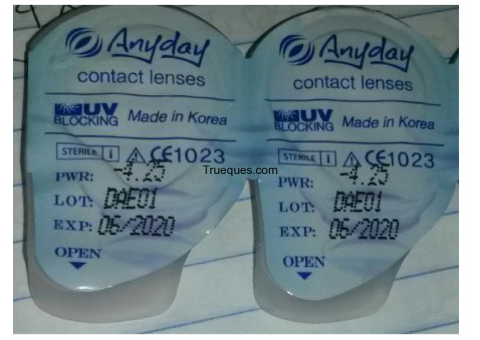 Anyday
contact lenses
UV
BLOCKING
Made in Korea
STERILE i ⚠ CE1023
PWR: -4.25
LOT: DAE01
EXP: 06/2020
OPEN
Anyday
contact lenses
UV
BLOCKING
Made in Korea
STERILE i ⚠ CE1023
PWR: -4.25
LOT: DAE01
EXP: 06/2020
OPEN
Trueques.com